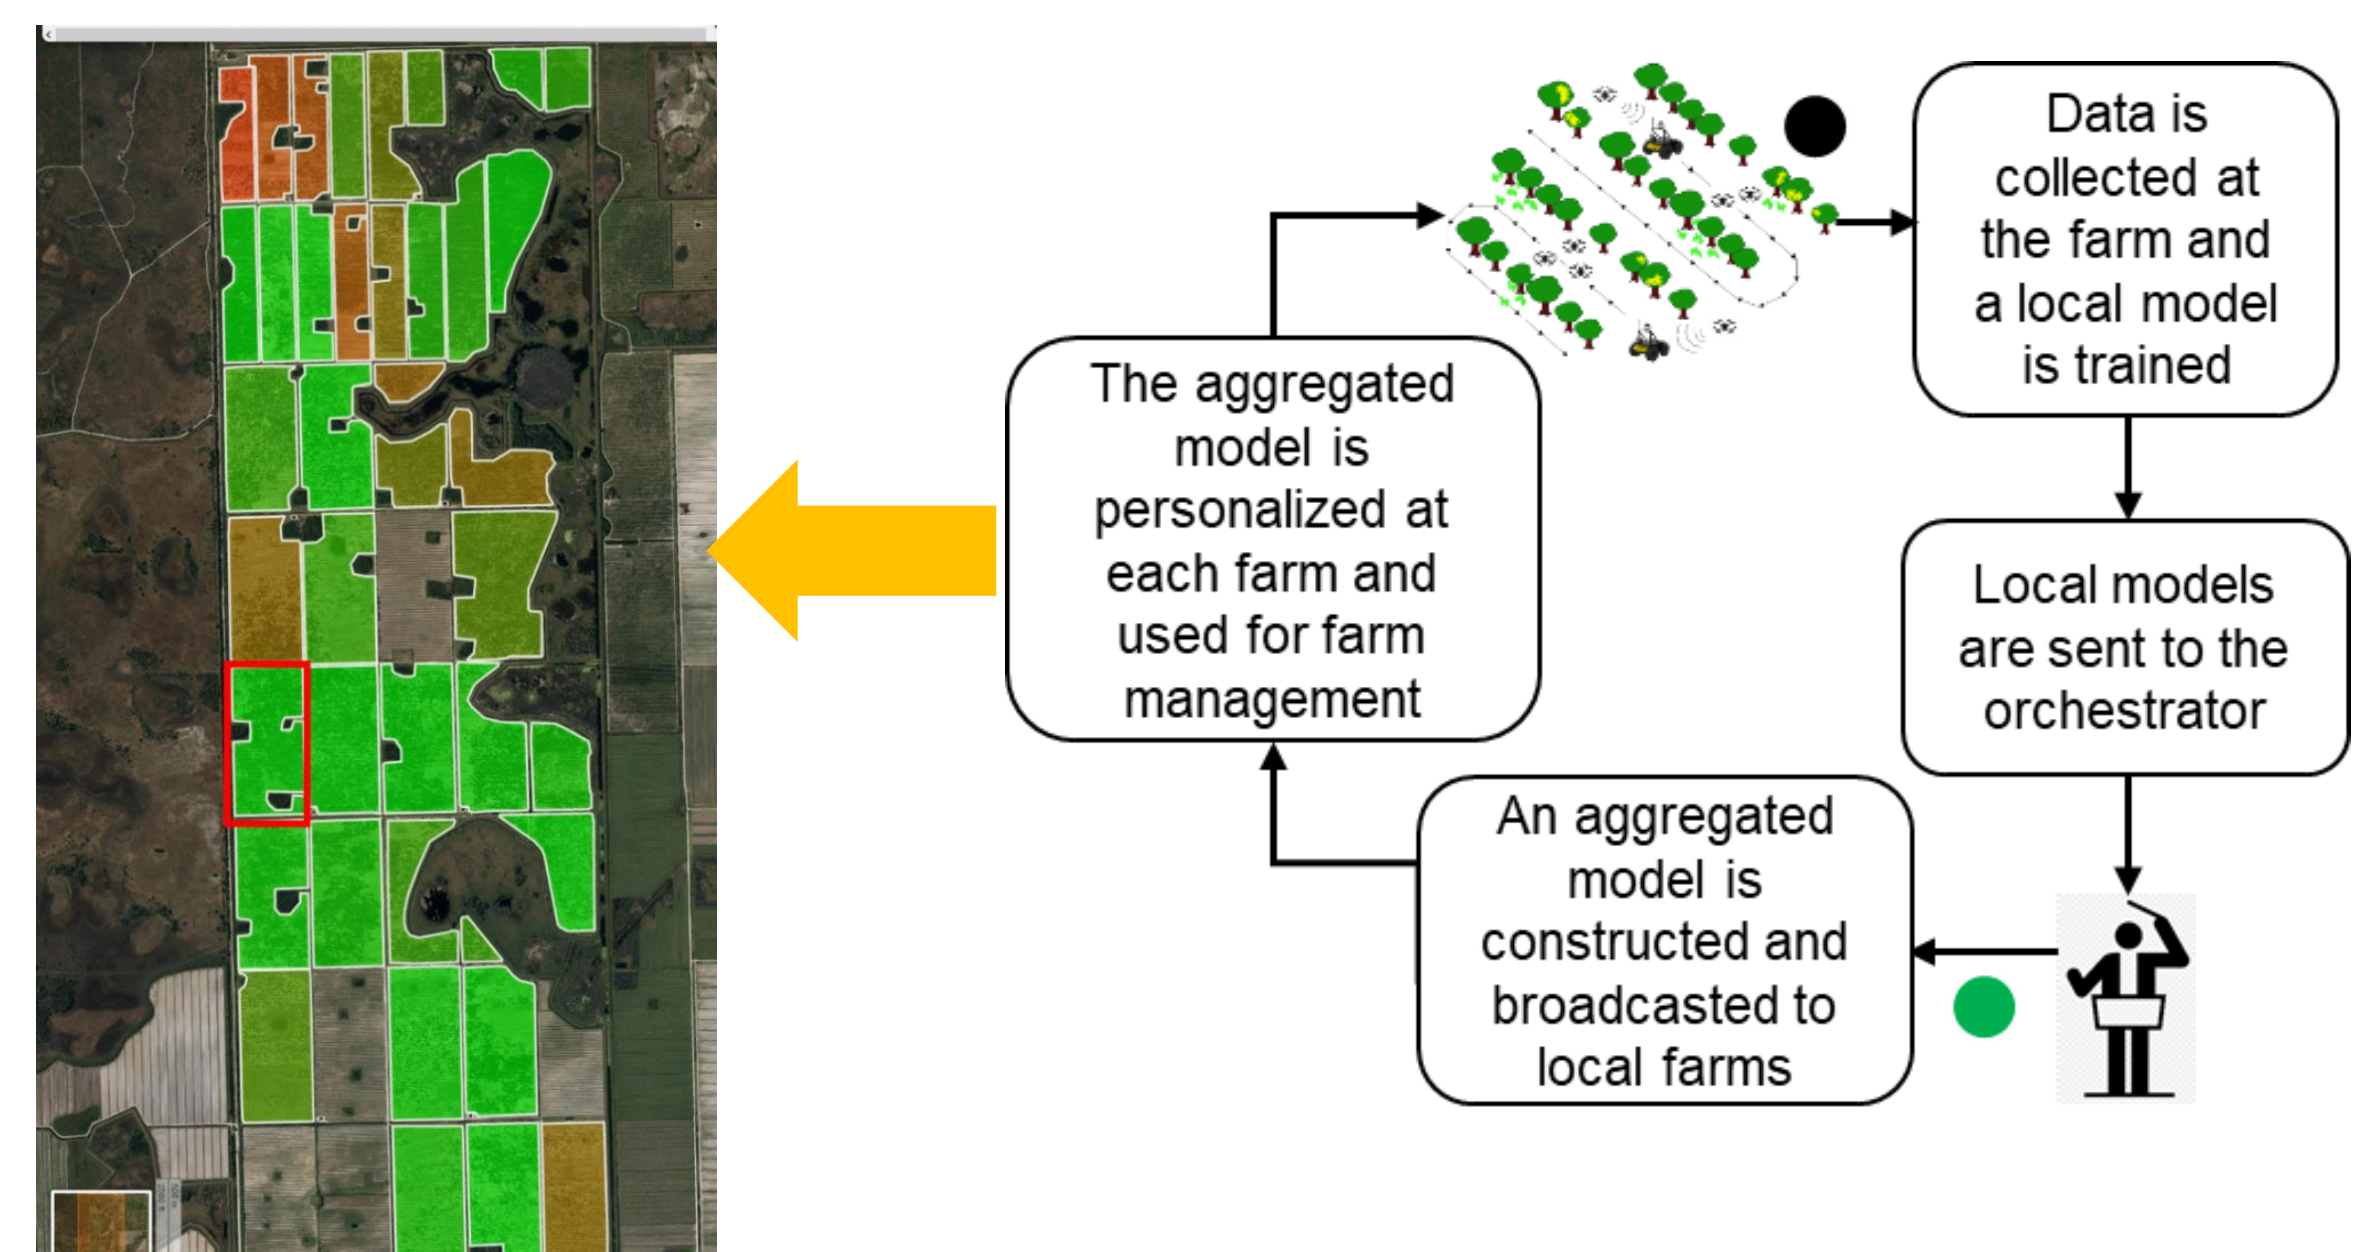 Data is
collected at
the farm and
a local model
is trained
Local models
are sent to the
orchestrator
An aggregated
model is
constructed and
broadcasted to
local farms
The aggregated
model is
personalized at
each farm and
used for farm
management